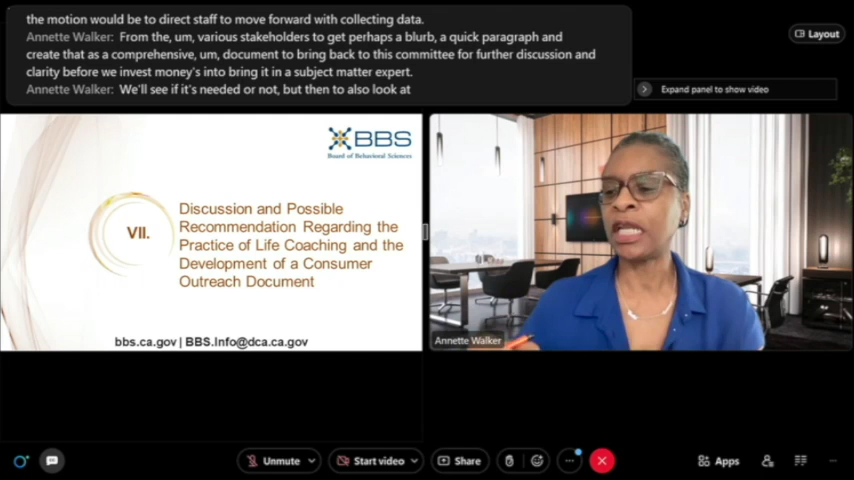 the motion would be to direct staff to move forward with collecting data.
Annette Walker: From the, um, various stakeholders to get perhaps a blurb, a quick paragraph and
create that as a comprehensive, um, document to bring back to this committee for further discussion and
clarity before we invest money's into bring it in a subject matter expert.
Annette Walker: We'll see if it's needed or not, but then to also look at
Layout
Expand panel to show video
BBS
Board of Behavioral Sciences
VII.
Discussion and Possible
Recommendation Regarding the
Practice of Life Coaching and the
Development of a Consumer
Outreach Document
bbs.ca.gov | BBS.Info@dca.ca.gov
Annette Walker
Unmute
Start video
Share
Apps